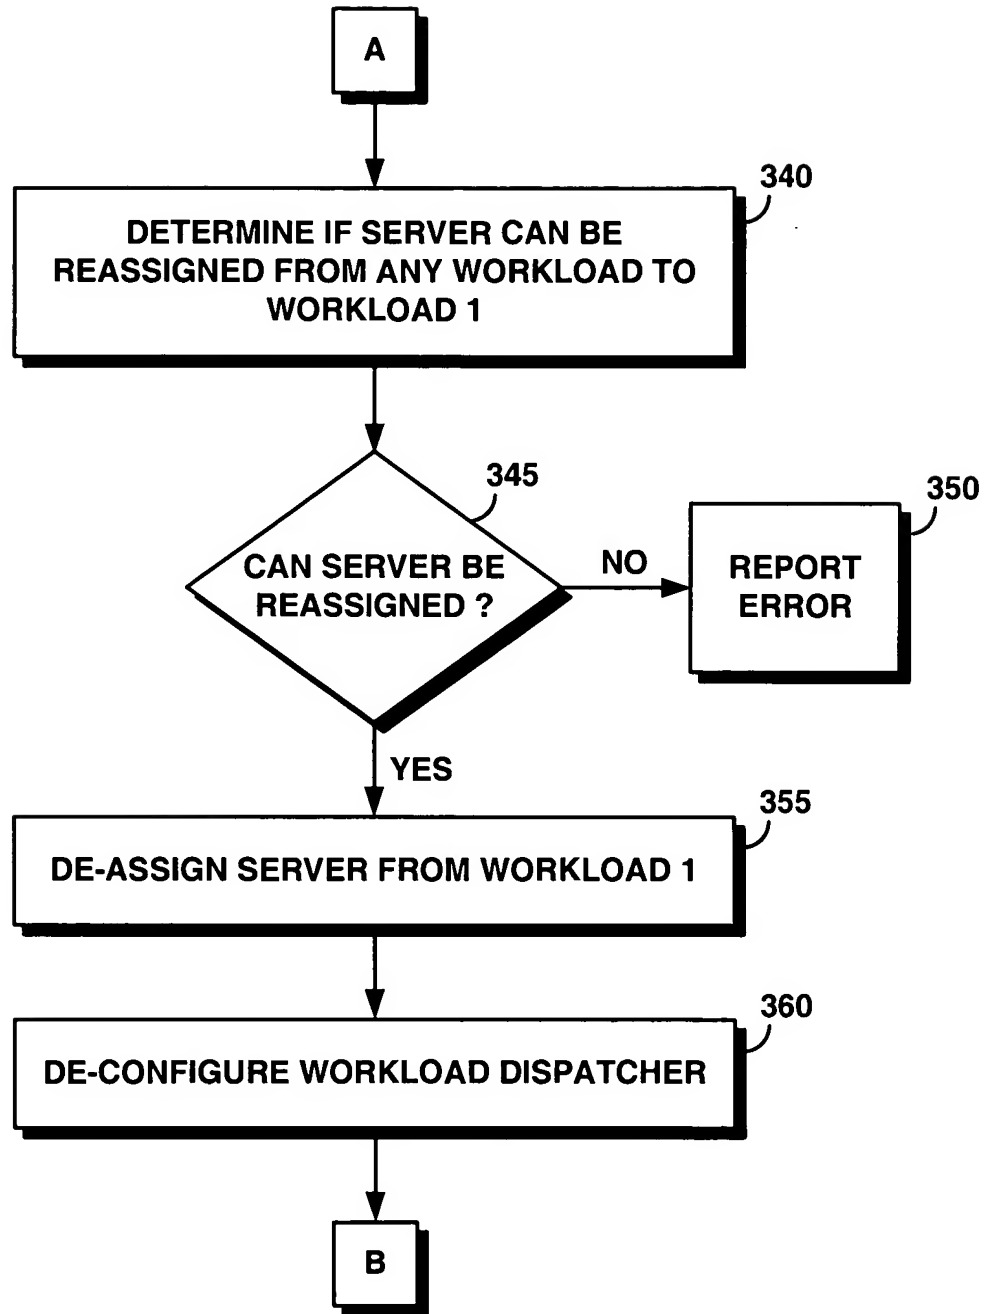 A
340
DETERMINE IF SERVER CAN BE
REASSIGNED FROM ANY WORKLOAD TO
WORKLOAD 1
345
CAN SERVER BE
REASSIGNED ?
NO
350
REPORT
ERROR
YES
355
DE-ASSIGN SERVER FROM WORKLOAD 1
360
DE-CONFIGURE WORKLOAD DISPATCHER
B